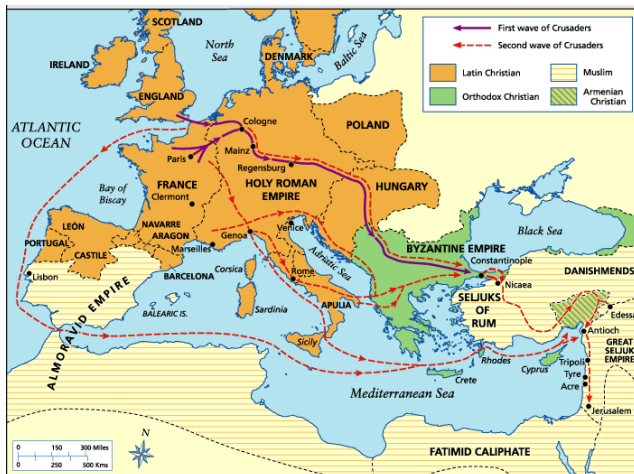 SCOTLAND
North
Sea
Baltic Sea
IRELAND
DENMARK
ENGLAND
ATLANTIC
OCEAN
First wave of Crusaders
Second wave of Crusaders
Latin Christian
Muslim
Orthodox Christian
Armenian
Christian
Cologne
POLAND
Mainz
Paris
Regensburg
Bay of
Biscay
FRANCE
HOLY ROMAN
EMPIRE
HUNGARY
Clermont
LEÓN
NAVARRE
ARAGON
Genoa
Venice
BYZANTINE EMPIRE
Black Sea
PORTUGAL
CASTILE
Marseilles
Adriatic Sea
Constantinople
Lisbon
BARCELONA
Corsica
Rome
DANISHMENDS
Nicaea
ALMORAVID EMPIRE
BALEARIC IS.
APULIA
SELJUKS
OF
RUM
Sardinia
Edessa
Sicily
Antioch
Rhodes
GREAT
SELJUK
EMPIRE
Crete
Cyprus
Tripoli
Tyre
Acre
Mediterranean Sea
Jerusalem
0 150 300 Miles
0 250 500 Kms
N
FATIMID CALIPHATE